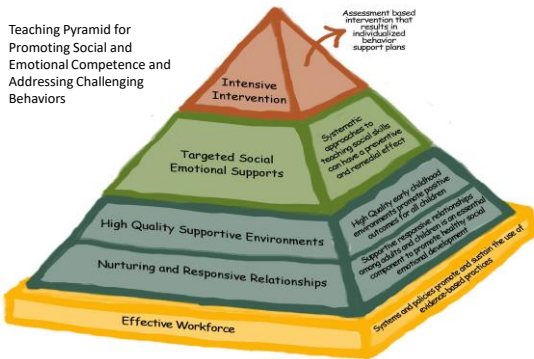 Teaching Pyramid for
Promoting Social and
Emotional Competence and
Addressing Challenging
Behaviors
Assessment based
intervention that
results in
individualized
behavior
support plans
Intensive
Intervention
Targeted Social
Emotional Supports
Systematic
approaches to
teaching social skills
can have a preventive
and remedial effect
High Quality Supportive Environments
High Quality early childhood
environments promote positive
outcomes for all children
Nurturing and Responsive Relationships
Supportive responsive relationships
among adults and children is an essential
component to promote healthy social
emotional development
Effective Workforce
Systems and policies promote and sustain the use of
evidence-based practices